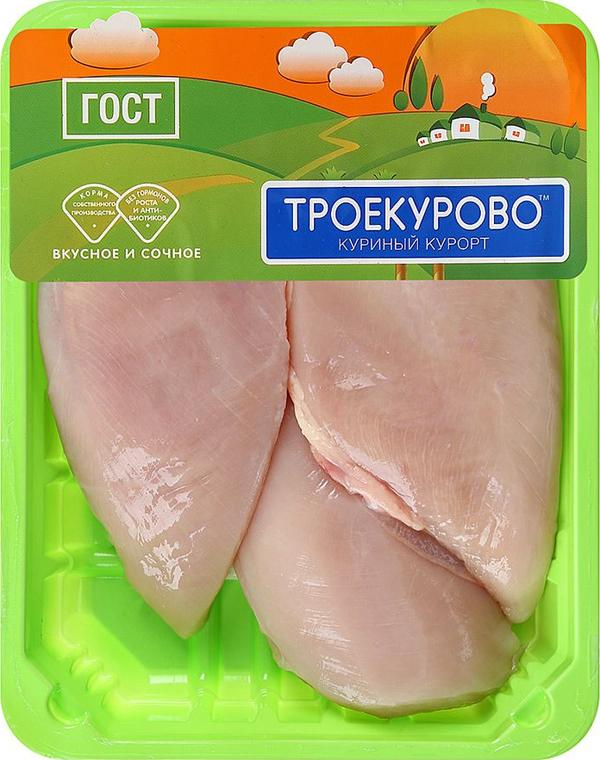 ГОСТ
КОРМА
СОБСТВЕННОГО
ПРОИЗВОДСТВА
БЕЗ ГОРМОНОВ
РОСТА
И АНТИ-
БИОТИКОВ
ВКУСНОЕ И СОЧНОЕ
ТРОЕКУРОВО™
КУРИНЫЙ КУРОРТ